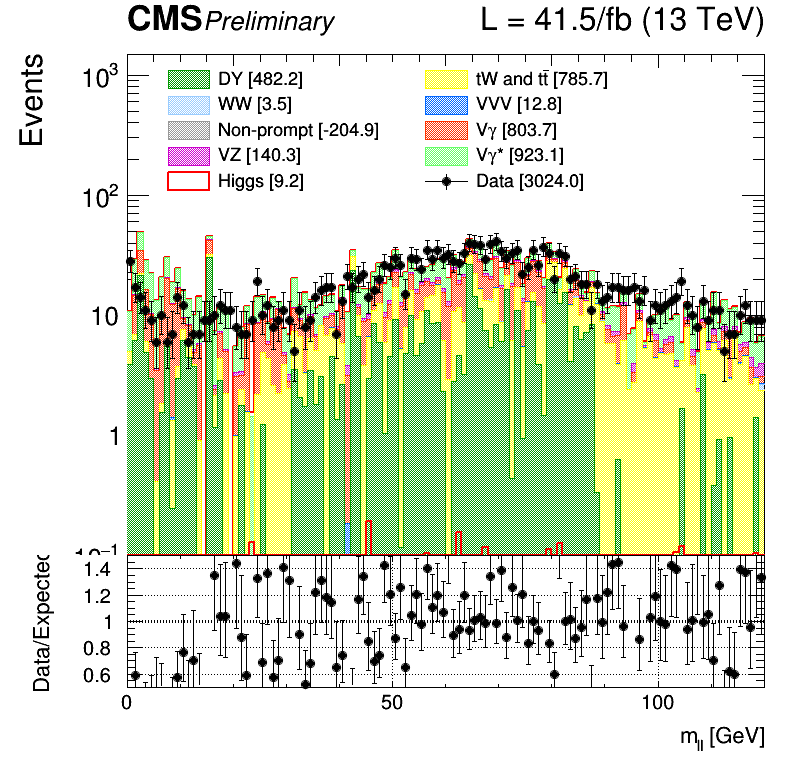 CMS Preliminary L = 41.5/fb (13 TeV)
Events
10³
10²
10
1
10⁻¹
DY [482.2]
WW [3.5]
Non-prompt [-204.9]
VZ [140.3]
Higgs [9.2]
tW and tt̄ [785.7]
VVV [12.8]
Vγ [803.7]
Vγ* [923.1]
Data [3024.0]
Data/Expected
1.4
1.2
1
0.8
0.6
0 50 100
m_ll [GeV]